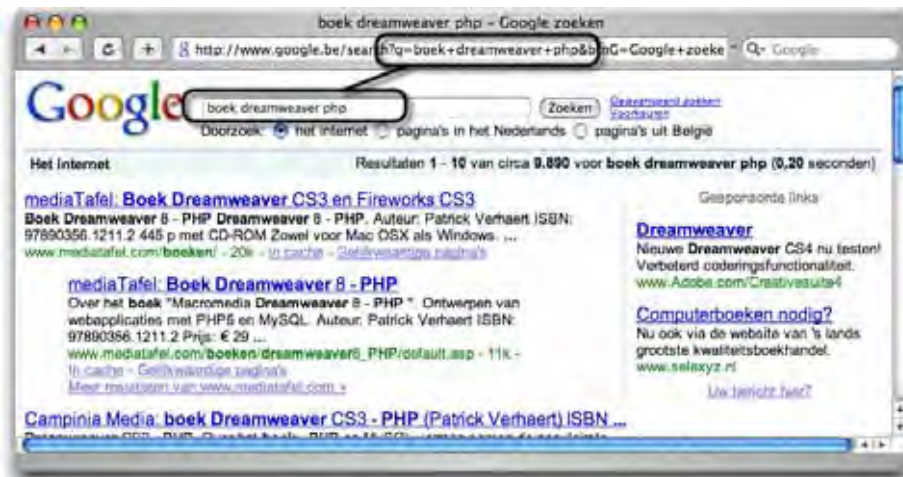 boek dreamweaver php - Google zoeken
http://www.google.be/search?q=boek+dreamweaver+php&b nG=Google+zoeke Google
Google boek dreamweaver php Zoeken Geavanceerd zoeken
Voorkeuren
Doorzoek: het internet pagina's in het Nederlands pagina's uit België
Het Internet Resultaten 1 - 10 van circa 9.890 voor boek dreamweaver php (0,20 seconden)
mediaTafel: Boek Dreamweaver CS3 en Fireworks CS3
Boek Dreamweaver 8 - PHP Dreamweaver 8 - PHP. Auteur: Patrick Verhaert ISBN:
97890356.1211.2 445 p met CD-ROM Zowel voor Mac OSX als Windows. ...
www.mediatafel.com/boeken/ - 20k - In cache - Gelijkwaardige pagina's
mediaTafel: Boek Dreamweaver 8 - PHP
Over het boek "Macromedia Dreamweaver 8 - PHP ". Ontwerpen van
webapplicaties met PHP5 en MySQL. Auteur: Patrick Verhaert ISBN:
97890356.1211.2 Prijs: € 29 ...
www.mediatafel.com/boeken/dreamweaver8_PHP/default.asp - 11k -
In cache - Gelijkwaardige pagina's
Meer resultaten van www.mediatafel.com »
Campinia Media: boek Dreamweaver CS3 - PHP (Patrick Verhaert) ISBN ...
Gesponsorde links
Dreamweaver
Nieuwe Dreamweaver CS4 nu testen!
Verbeterd coderingsfunctionaliteit.
www.Adobe.com/Creativesuite4
Computerboeken nodig?
Nu ook via de website van 's lands
grootste kwaliteitsboekhandel.
www.selexyz.nl
Uw bericht hier?